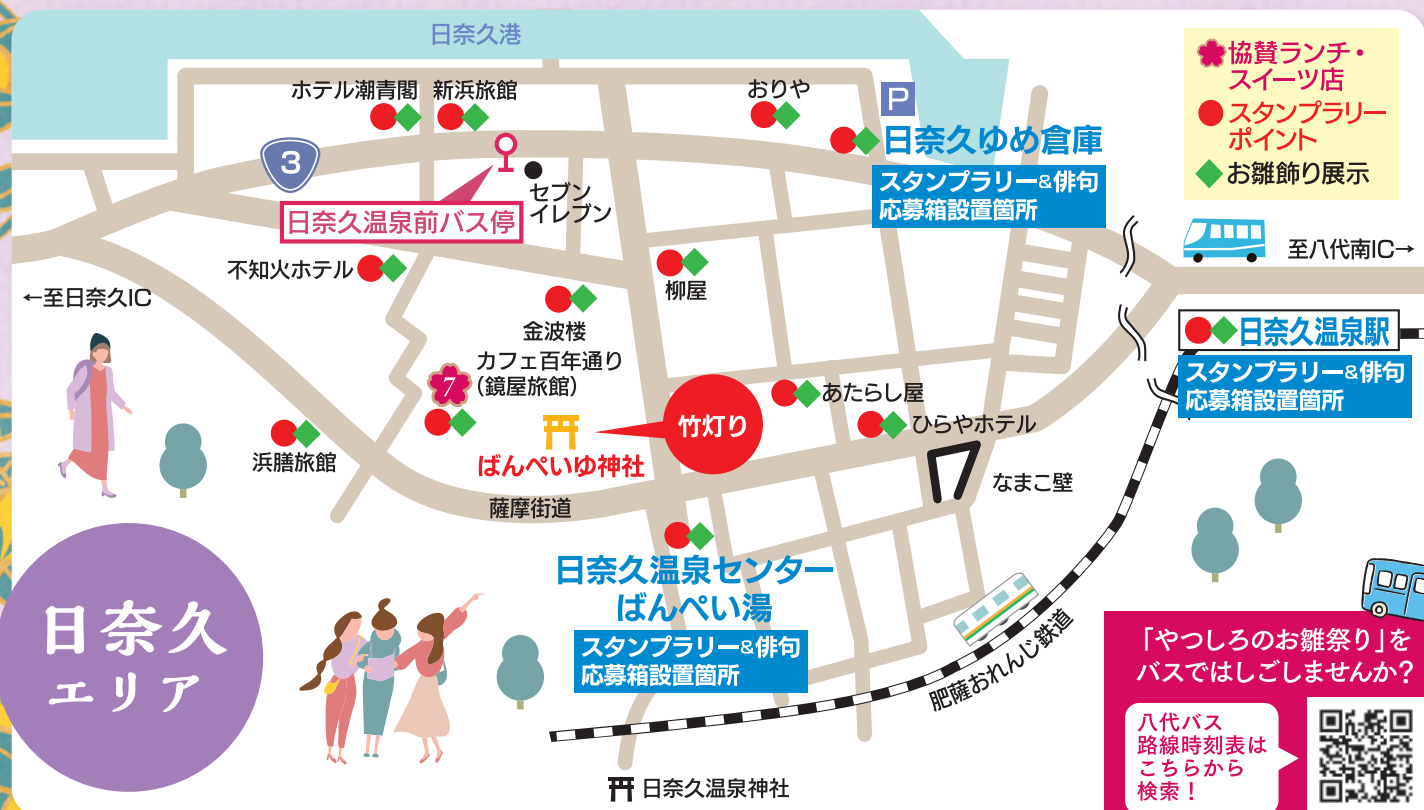 日奈久港
協賛ランチ・
スイーツ店
スタンプラリー
ポイント
お雛飾り展示
ホテル潮青閣
新浜旅館
おりや
P
日奈久ゆめ倉庫
スタンプラリー&俳句
応募箱設置箇所
3
セブン
イレブン
日奈久温泉前バス停
至八代南IC→
不知火ホテル
柳屋
←至日奈久IC
金波楼
日奈久温泉駅
スタンプラリー&俳句
応募箱設置箇所
カフェ百年通り
(鏡屋旅館)
7
あたらし屋
竹灯り
ひらやホテル
浜膳旅館
ばんぺいゆ神社
なまこ壁
薩摩街道
日奈久温泉センター
ばんぺい湯
スタンプラリー&俳句
応募箱設置箇所
日奈久
エリア
肥薩おれんじ鉄道
「やつしろのお雛祭り」を
バスではしごしませんか?
八代バス
路線時刻表は
こちらから
検索!
日奈久温泉神社